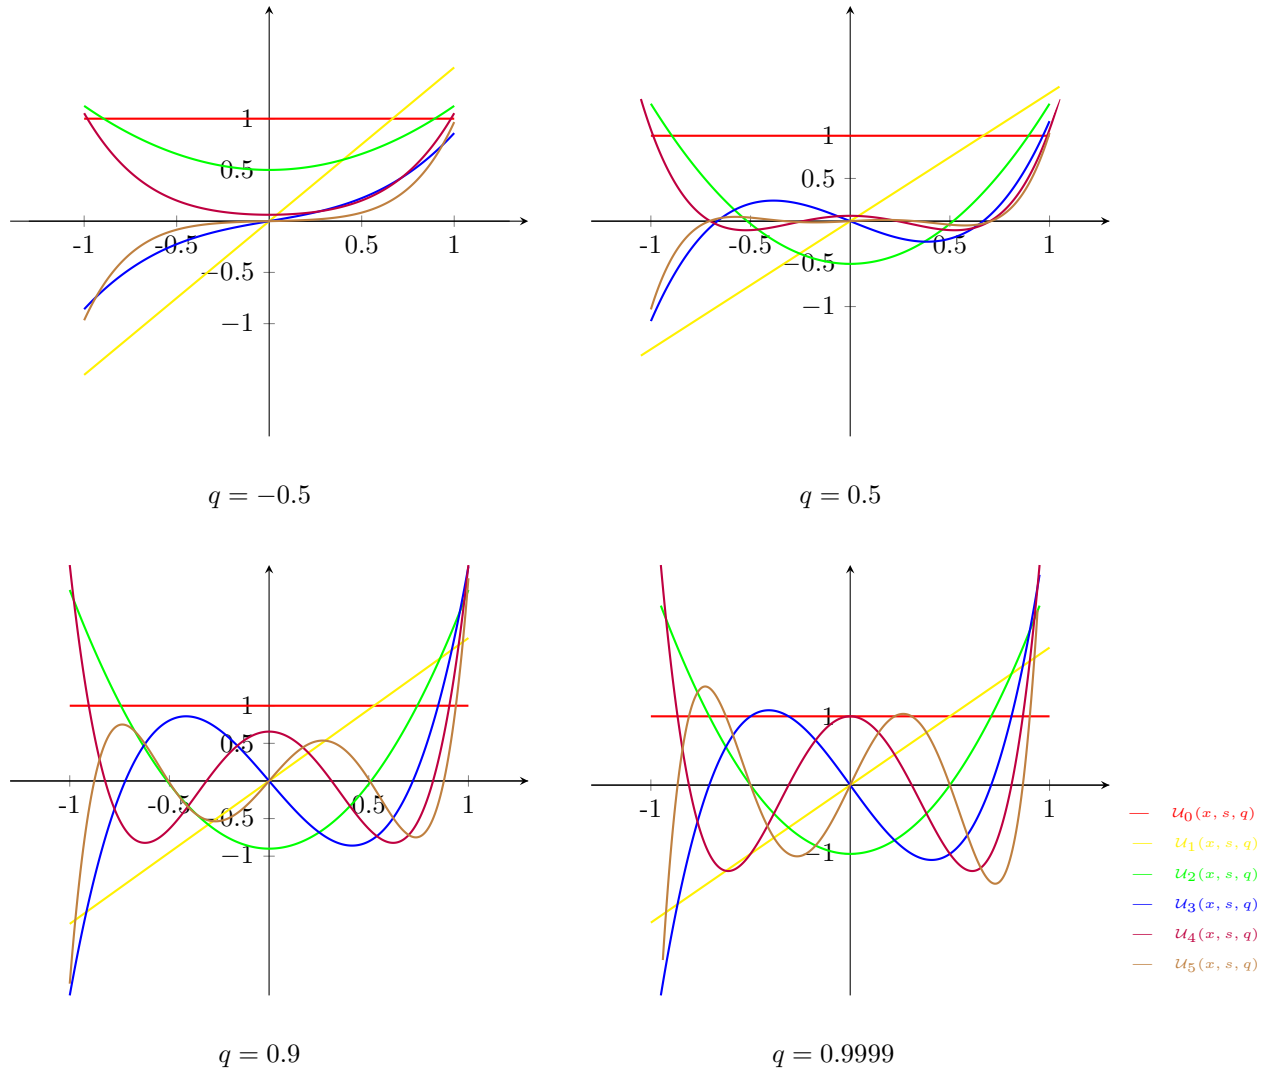 1
0.5
-1
-0.5
0.5
1
−0.5
−1
q = −0.5
1
0.5
-1
-0.5
0.5
1
−0.5
−1
q = 0.5
1
0.5
-1
-0.5
0.5
1
−0.5
−1
q = 0.9
1
-1
1
−1
q = 0.9999
𝒰₀(x, s, q)
𝒰₁(x, s, q)
𝒰₂(x, s, q)
𝒰₃(x, s, q)
𝒰₄(x, s, q)
𝒰₅(x, s, q)